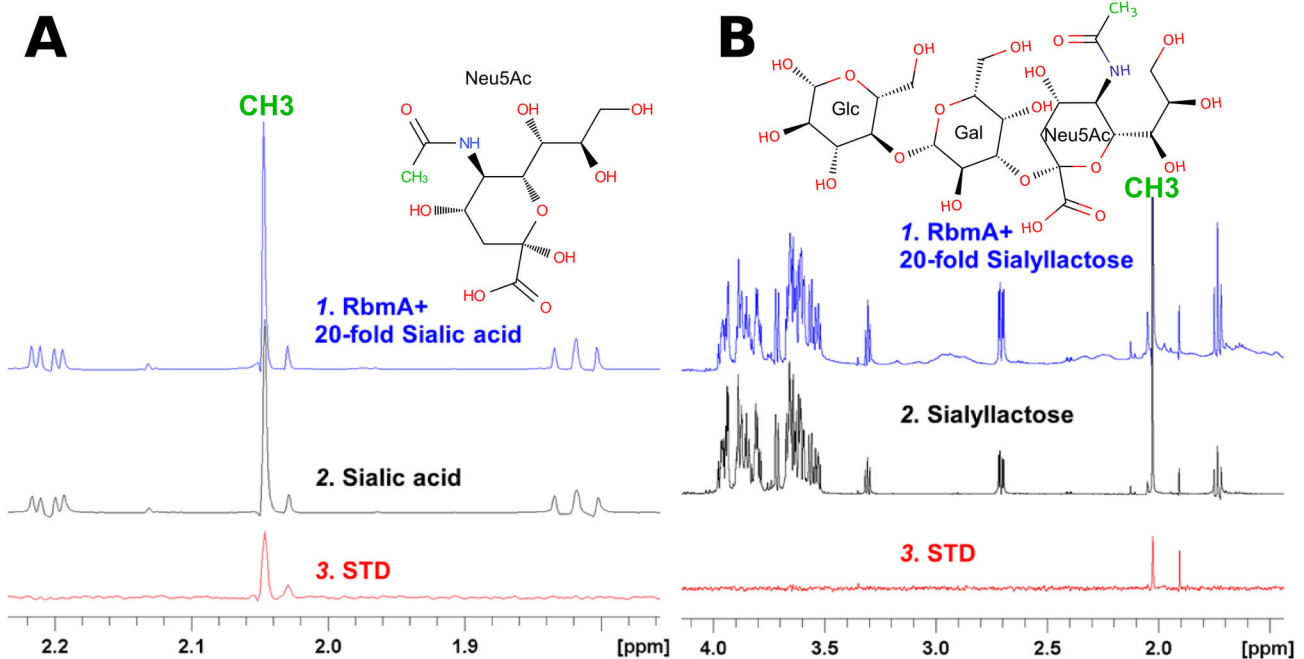 A
Neu5Ac
CH3
O
OH
OH
NH
CH₃
OH
HO
O
OH
HO
O
1. RbmA+
20-fold Sialic acid
2. Sialic acid
3. STD
2.2
2.1
2.0
1.9
[ppm]
B
CH₃
O
OH
NH
OH
HO
OH
HO
O
OH
OH
Glc
O
Gal
Neu5Ac
HO
O
O
OH
HO
OH
O
OH
HO
O
CH3
1. RbmA+
20-fold Sialyllactose
2. Sialyllactose
3. STD
4.0
3.5
3.0
2.5
2.0
[ppm]